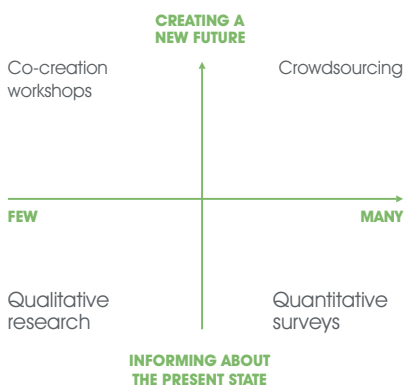 CREATING A
NEW FUTURE
Co-creation
workshops
Crowdsourcing
FEW
MANY
Qualitative
research
Quantitative
surveys
INFORMING ABOUT
THE PRESENT STATE